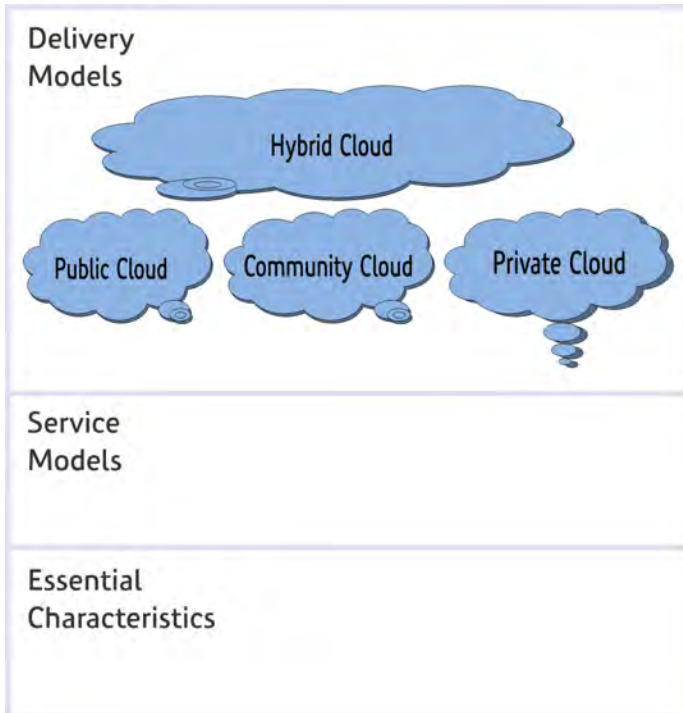 Delivery
Models
Hybrid Cloud
Public Cloud
Community Cloud
Private Cloud
Service
Models
Essential
Characteristics